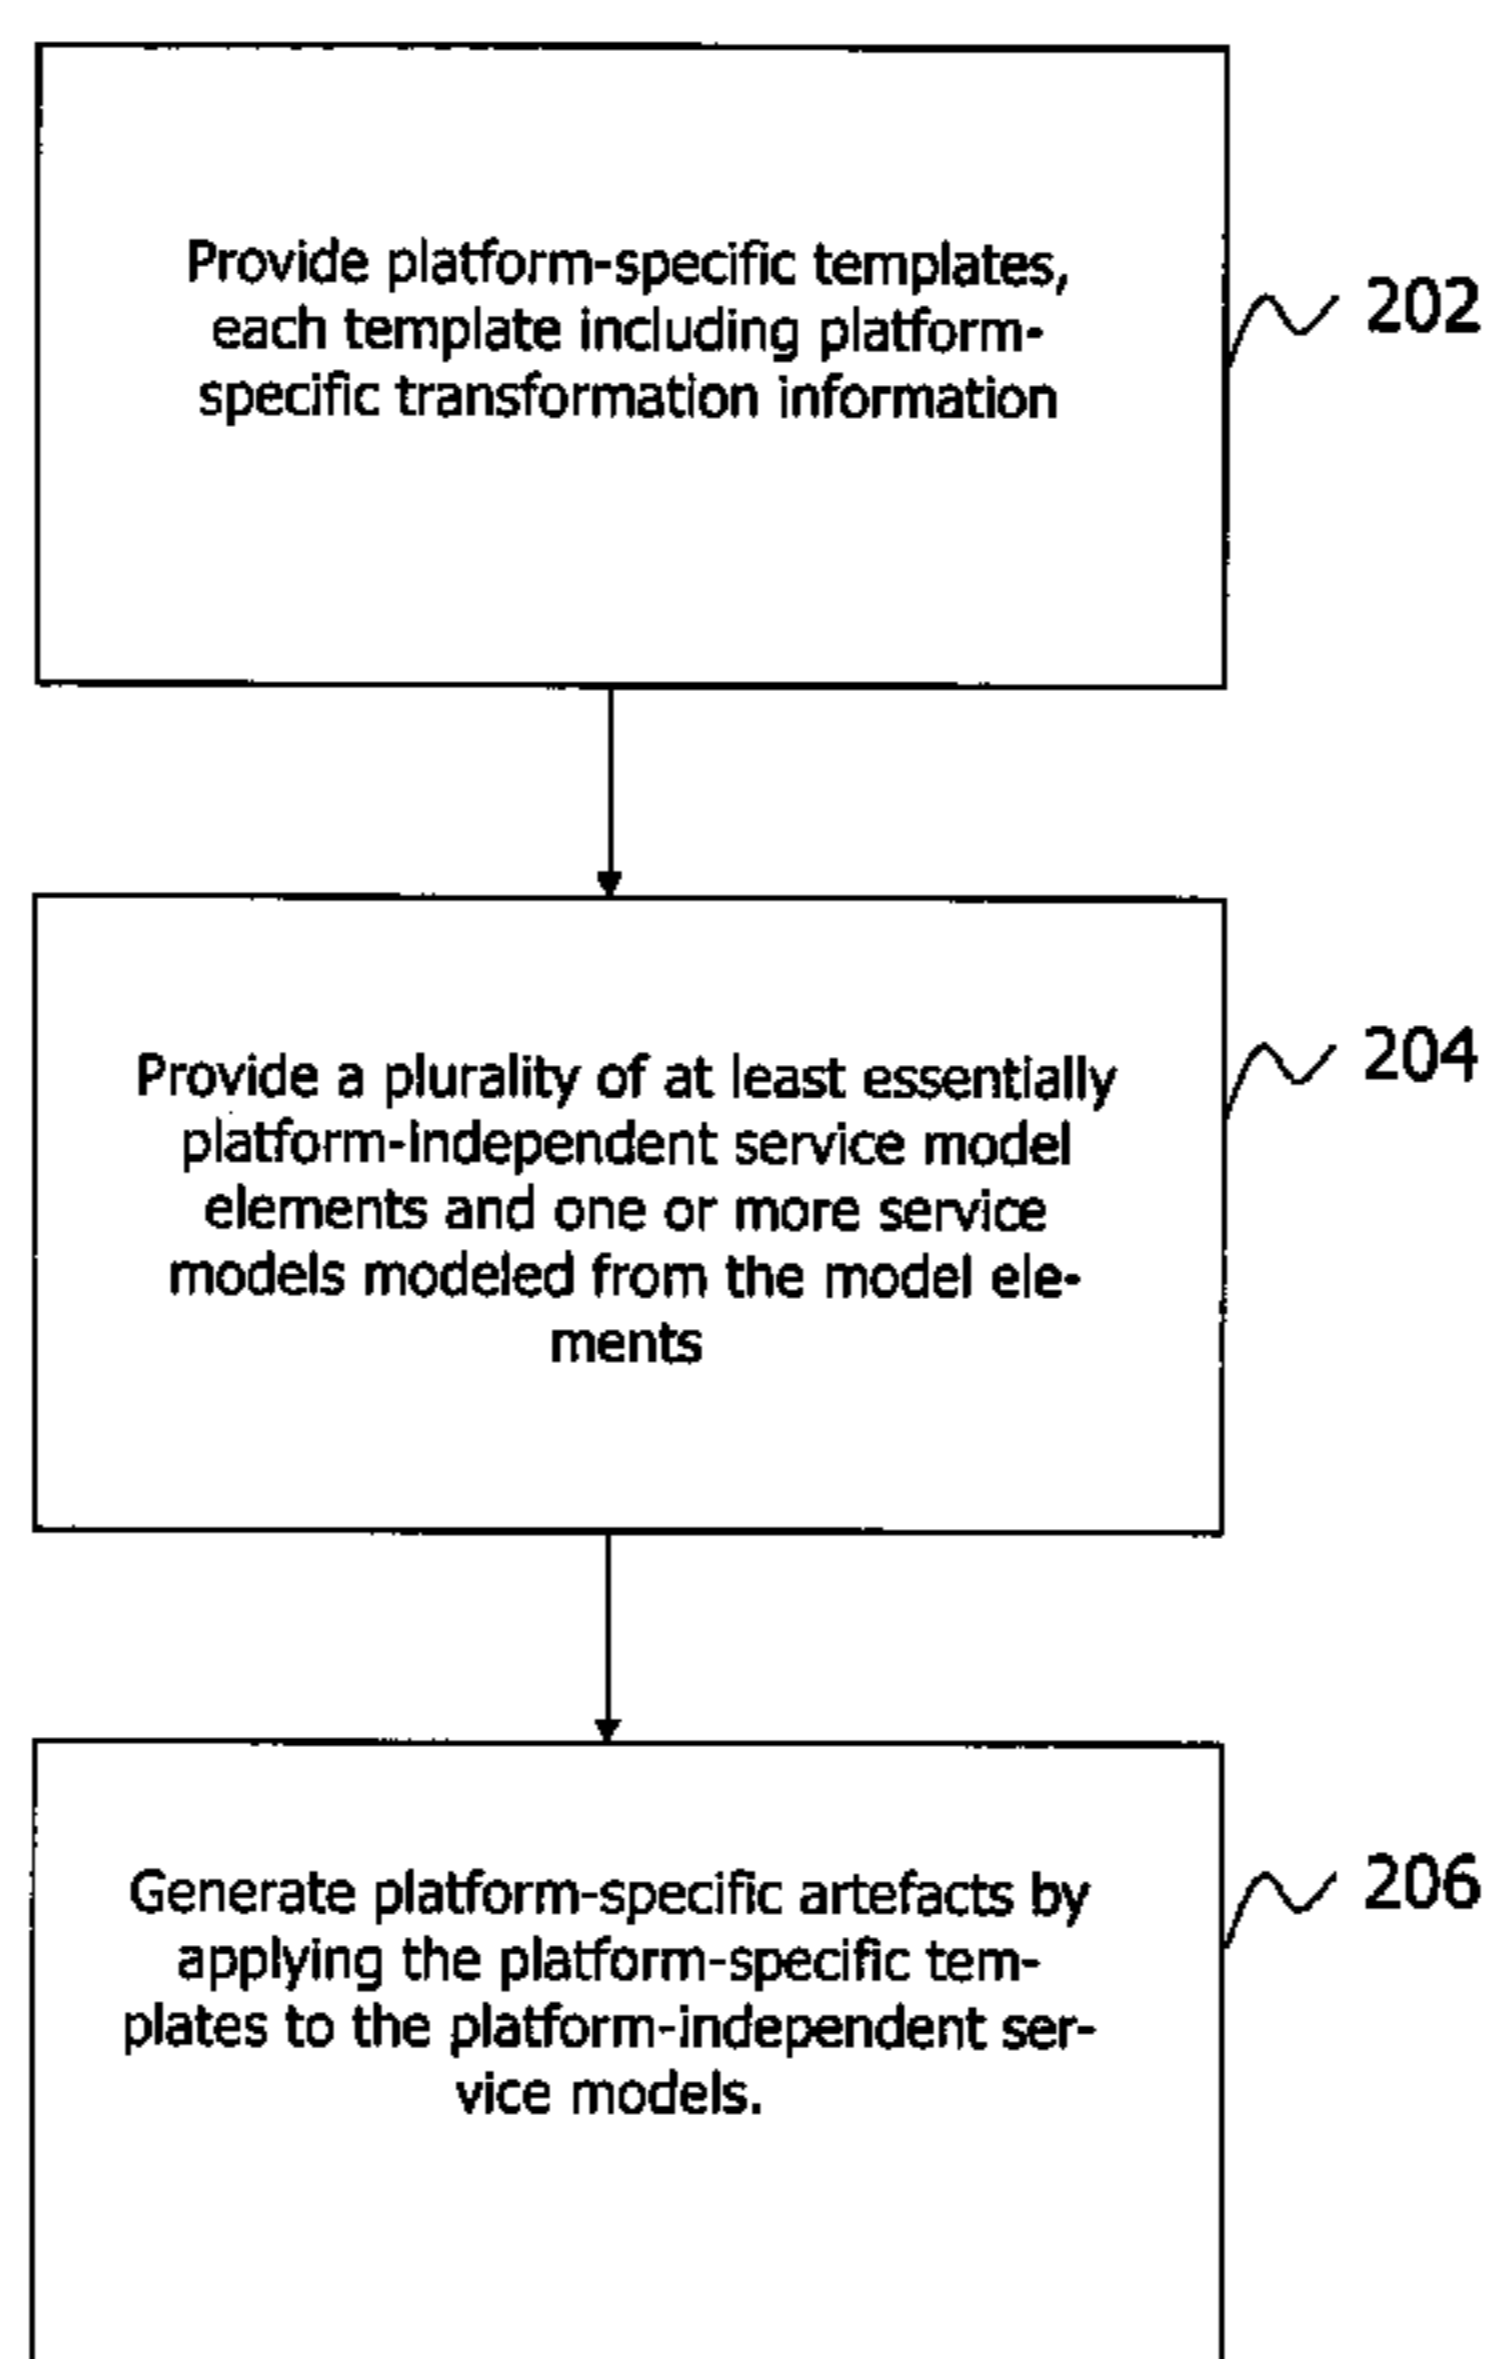 Provide platform-specific templates,
each template including platform-
specific transformation information
202
Provide a plurality of at least essentially
platform-independent service model
elements and one or more service
models modeled from the model ele-
ments
204
Generate platform-specific artefacts by
applying the platform-specific tem-
plates to the platform-independent ser-
vice models.
206